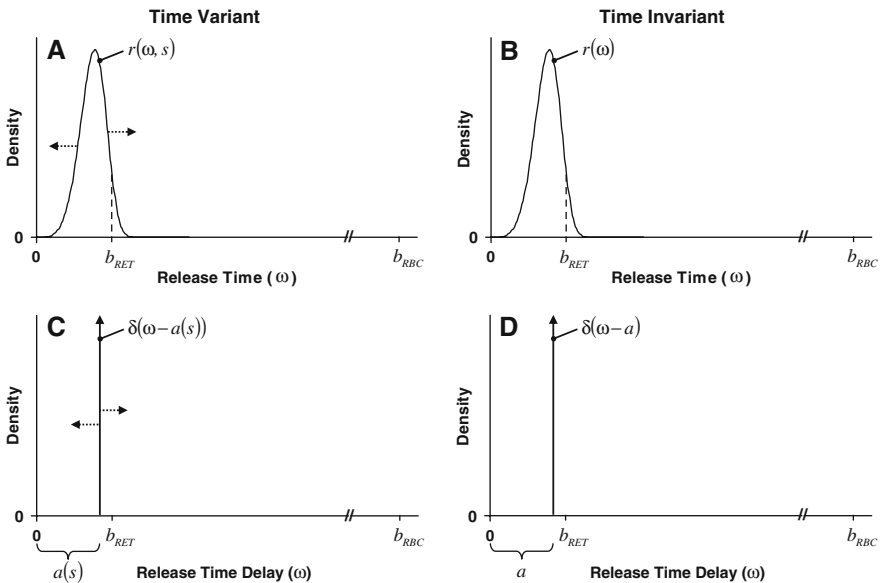 Time Variant
Time Invariant
A
r(ω, s)
Density
0
0
b_RET
b_RBC
Release Time (ω)
B
r(ω)
Density
0
0
b_RET
b_RBC
Release Time (ω)
C
δ(ω−a(s))
Density
0
0
b_RET
b_RBC
a(s)
Release Time Delay (ω)
D
δ(ω−a)
Density
0
0
b_RET
b_RBC
a
Release Time Delay (ω)